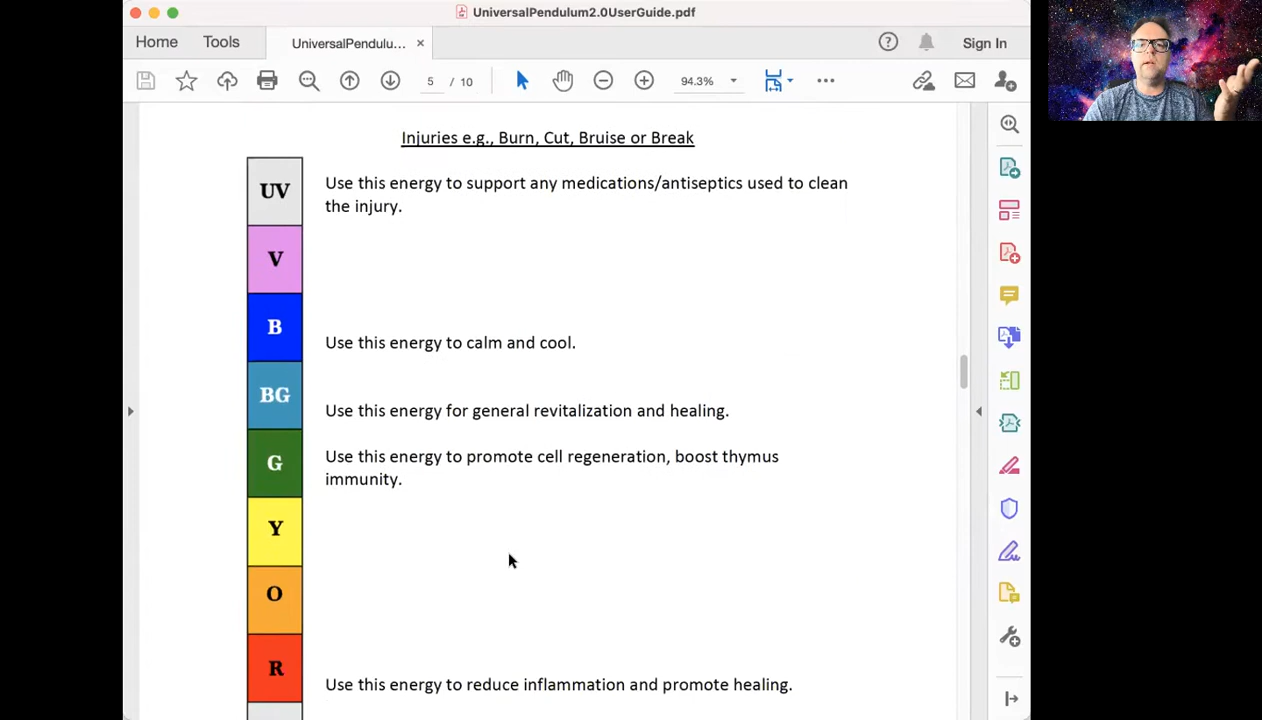 UniversalPendulum2.0UserGuide.pdf
Home Tools UniversalPendulu... × Sign In
5 / 10 94.3%
Injuries e.g., Burn, Cut, Bruise or Break
UV
Use this energy to support any medications/antiseptics used to clean
the injury.
V
B
Use this energy to calm and cool.
BG
Use this energy for general revitalization and healing.
G
Use this energy to promote cell regeneration, boost thymus
immunity.
Y
O
R
Use this energy to reduce inflammation and promote healing.